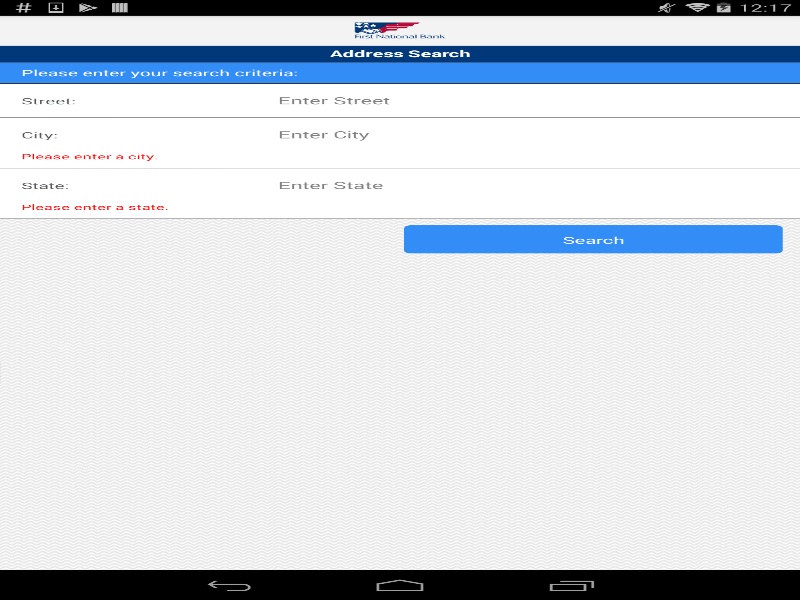 12:17
First National Bank
Address Search
Please enter your search criteria:
Street: Enter Street
City: Enter City
Please enter a city.
State: Enter State
Please enter a state.
Search